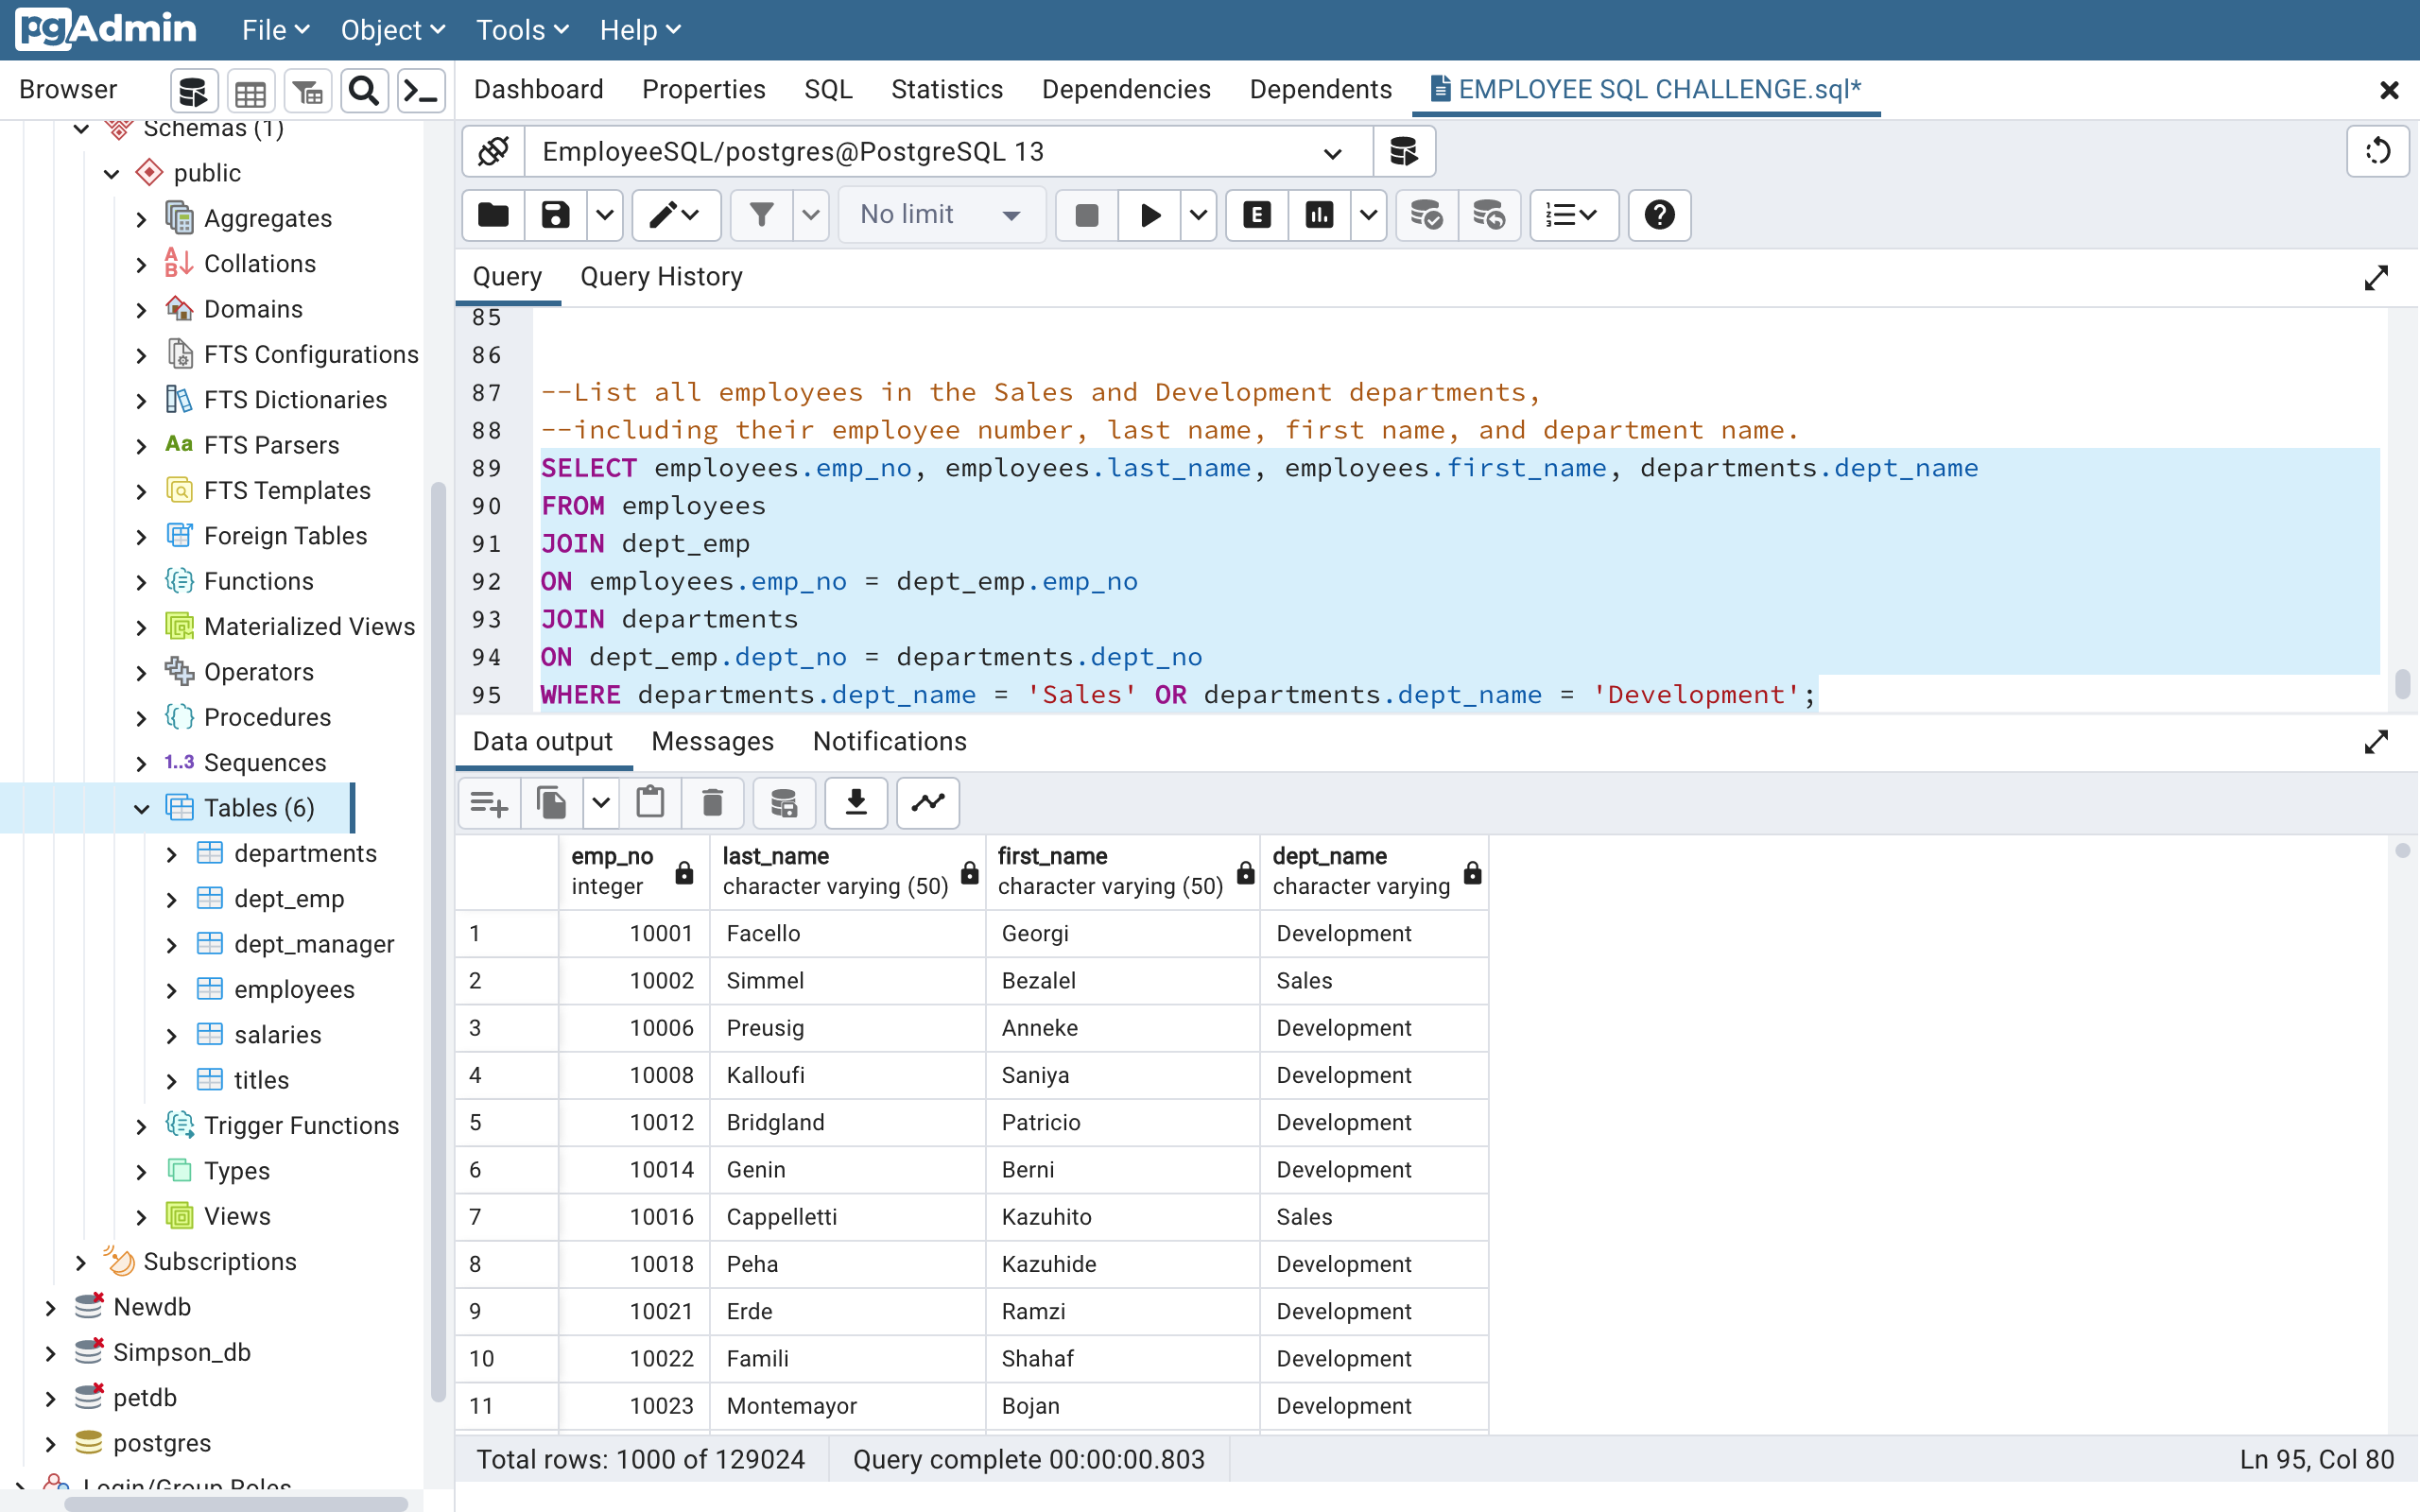 pgAdmin File Object Tools Help
Browser
Dashboard Properties SQL Statistics Dependencies Dependents EMPLOYEE SQL CHALLENGE.sql*
Schemas (1)
public
Aggregates
Collations
Domains
FTS Configurations
FTS Dictionaries
Aa FTS Parsers
FTS Templates
Foreign Tables
Functions
Materialized Views
Operators
Procedures
1..3 Sequences
Tables (6)
departments
dept_emp
dept_manager
employees
salaries
titles
Trigger Functions
Types
Views
Subscriptions
Newdb
Simpson_db
petdb
postgres
Login/Group Roles
EmployeeSQL/postgres@PostgreSQL 13
No limit
E
Query Query History
85
86
87 --List all employees in the Sales and Development departments,
88 --including their employee number, last name, first name, and department name.
89 SELECT employees.emp_no, employees.last_name, employees.first_name, departments.dept_name
90 FROM employees
91 JOIN dept_emp
92 ON employees.emp_no = dept_emp.emp_no
93 JOIN departments
94 ON dept_emp.dept_no = departments.dept_no
95 WHERE departments.dept_name = 'Sales' OR departments.dept_name = 'Development';
Data output Messages Notifications
emp_no last_name first_name dept_name
integer character varying (50) character varying (50) character varying
1 10001 Facello Georgi Development
2 10002 Simmel Bezalel Sales
3 10006 Preusig Anneke Development
4 10008 Kalloufi Saniya Development
5 10012 Bridgland Patricio Development
6 10014 Genin Berni Development
7 10016 Cappelletti Kazuhito Sales
8 10018 Peha Kazuhide Development
9 10021 Erde Ramzi Development
10 10022 Famili Shahaf Development
11 10023 Montemayor Bojan Development
Total rows: 1000 of 129024 Query complete 00:00:00.803 Ln 95, Col 80